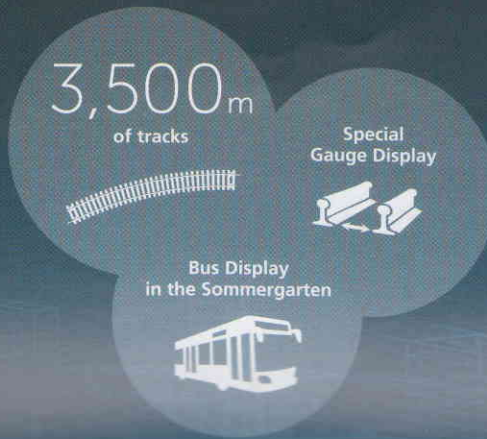 3,500m
of tracks
Special
Gauge Display
Bus Display
in the Sommergarten